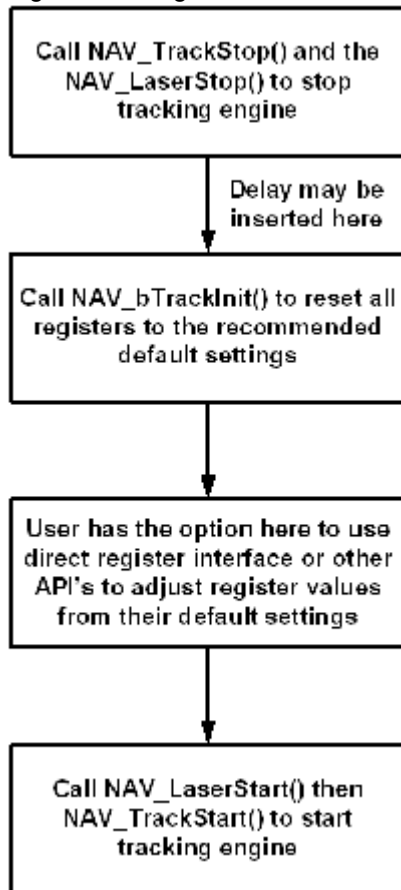 Call NAV_TrackStop() and the
NAV_LaserStop() to stop
tracking engine
Delay may be
inserted here
Call NAV_bTrackInit() to reset all
registers to the recommended
default settings
User has the option here to use
direct register interface or other
API's to adjust register values
from their default settings
Call NAV_LaserStart() then
NAV_TrackStart() to start
tracking engine